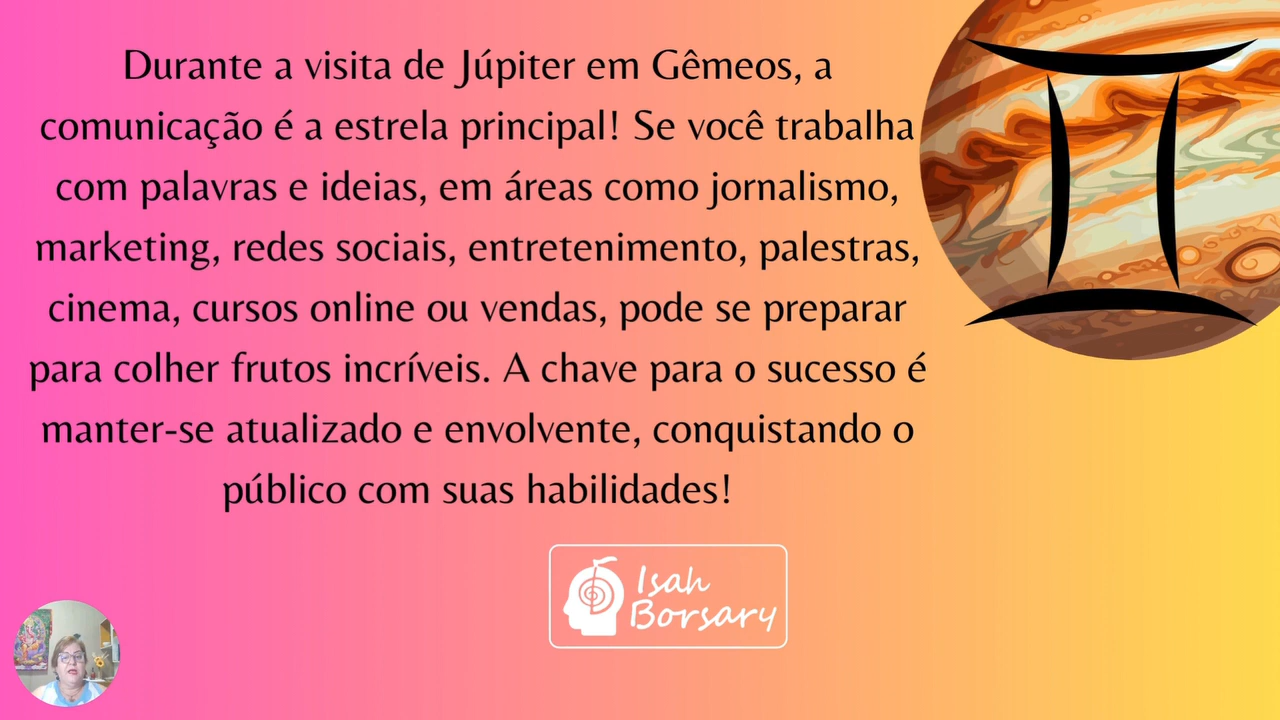 Durante a visita de Júpiter em Gêmeos, a
comunicação é a estrela principal! Se você trabalha
com palavras e ideias, em áreas como jornalismo,
marketing, redes sociais, entretenimento, palestras,
cinema, cursos online ou vendas, pode se preparar
para colher frutos incríveis. A chave para o sucesso é
manter-se atualizado e envolvente, conquistando o
público com suas habilidades!
Isah
Borsary